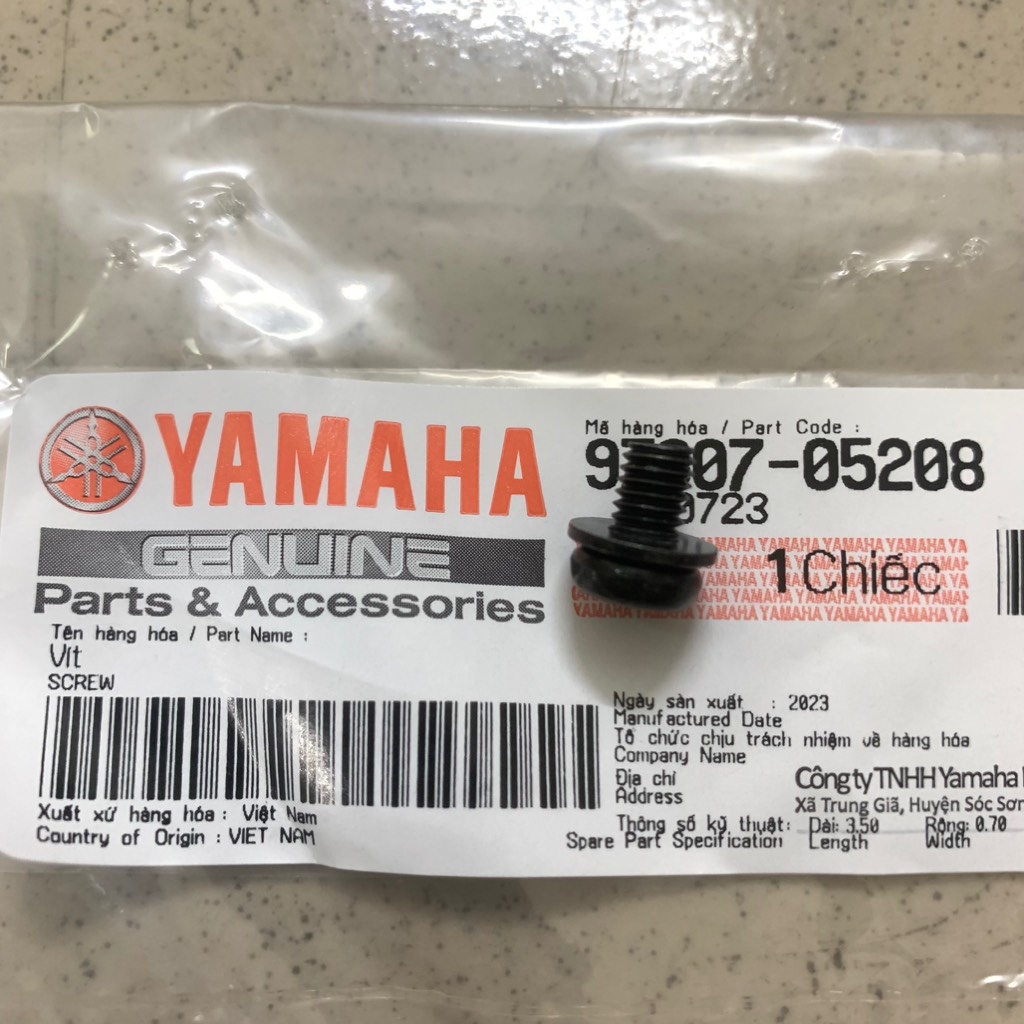 YAMAHA
GENUINE
Parts & Accessories
Tên hàng hóa / Part Name :
Vít
SCREW
Xuất xứ hàng hóa : Việt Nam
Country of Origin : VIET NAM
Mã hàng hóa / Part Code :
07-05208
0723
1 Chiếc
Ngày sản xuất : 2023
Manufactured Date
Tổ chức chịu trách nhiệm về hàng hóa
Company Name
Công ty TNHH Yamaha
Địa chỉ
Address
Xã Trung Giã, Huyện Sóc Sơn
Thông số kỹ thuật: Dài: 3.50 Rộng: 0.70
Spare Part Specification Length Width